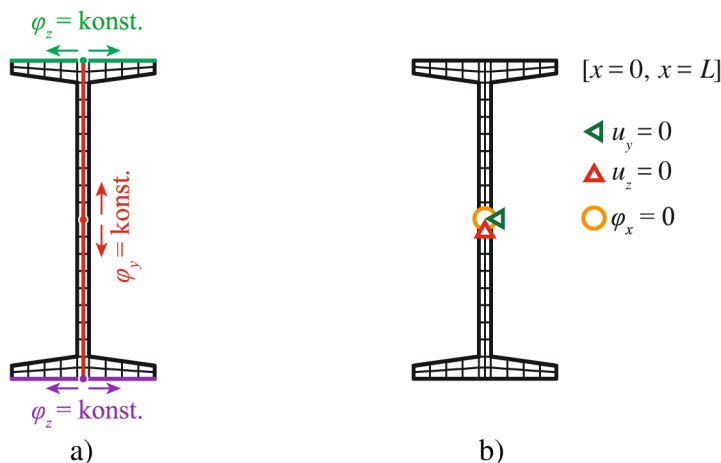 φz = konst.
[x = 0, x = L]
uy = 0
uz = 0
φy = konst.
φx = 0
φz = konst.
a)
b)